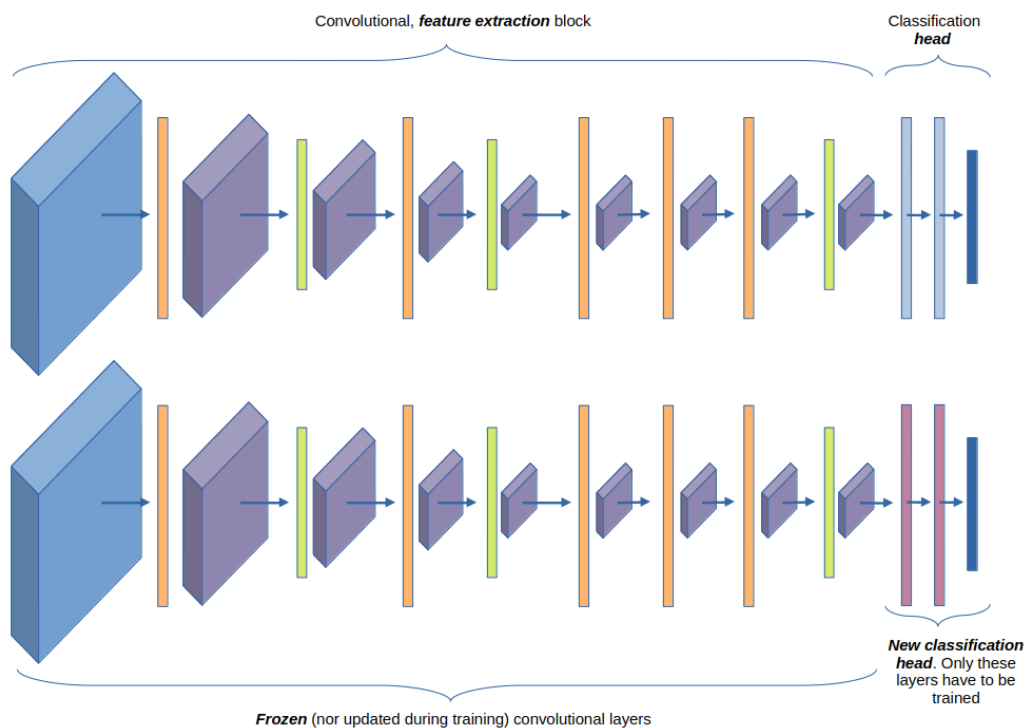 Convolutional, feature extraction block
Classification
head
New classification
head. Only these
layers have to be
trained
Frozen (nor updated during training) convolutional layers